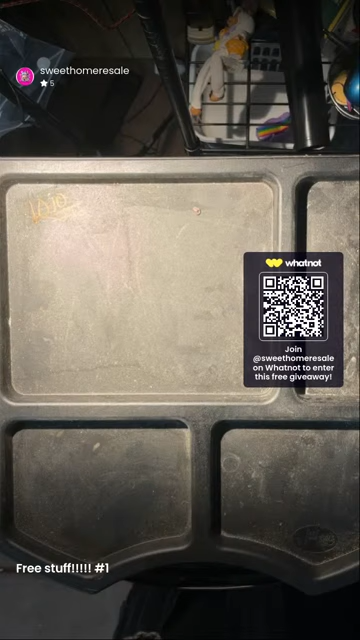 sweethomeresale
5
whatnot
Join
@sweethomeresale
on Whatnot to enter
this free giveaway!
Free stuff!!!!! #1